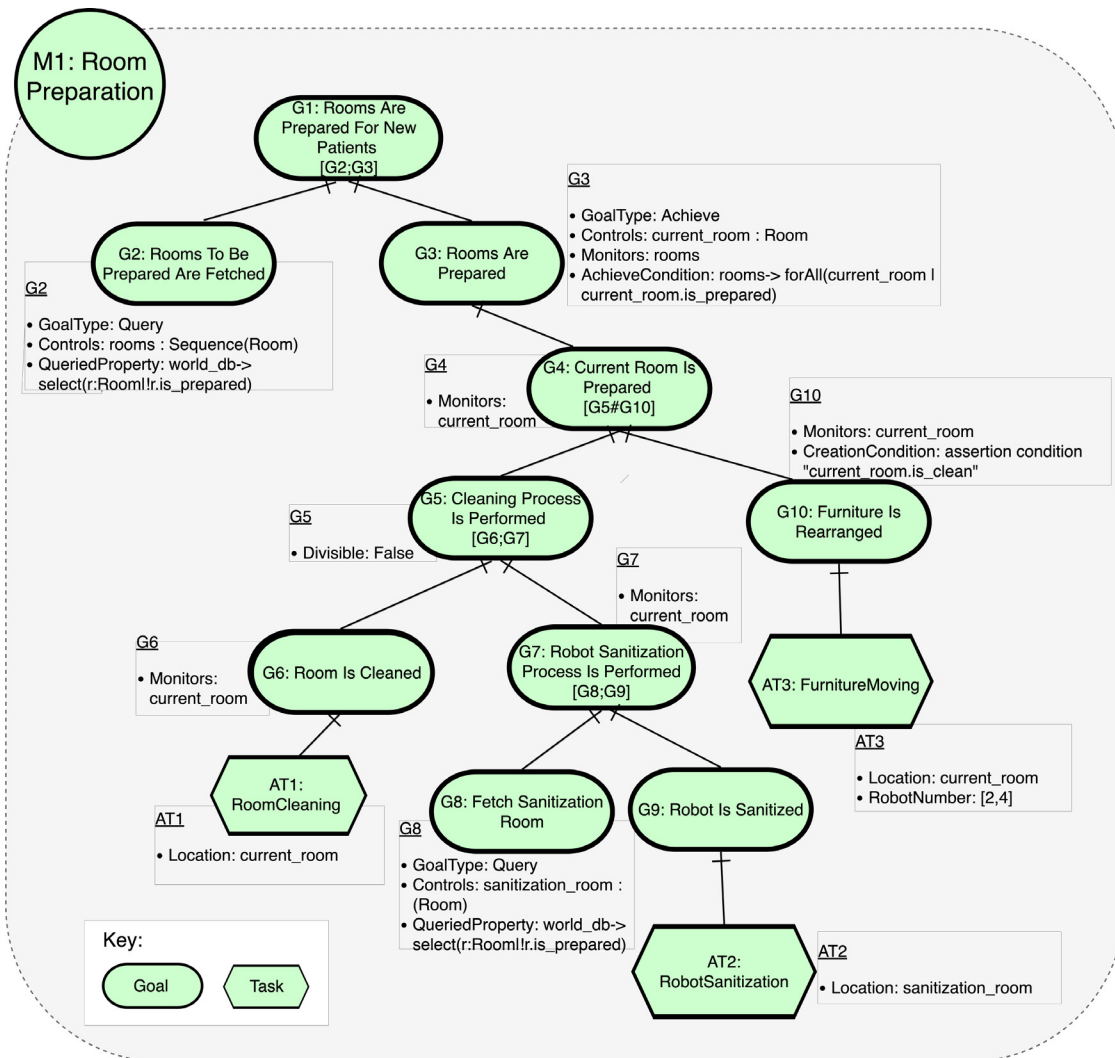 M1: Room
Preparation
G1: Rooms Are
Prepared For New
Patients
[G2;G3]
G2: Rooms To Be
Prepared Are Fetched
G2
• GoalType: Query
• Controls: rooms : Sequence(Room)
• QueriedProperty: world_db->
select(r:Room|!r.is_prepared)
G3: Rooms Are
Prepared
G3
• GoalType: Achieve
• Controls: current_room : Room
• Monitors: rooms
• AchieveCondition: rooms-> forAll(current_room |
current_room.is_prepared)
G4
• Monitors:
current_room
G4: Current Room Is
Prepared
[G5#G10]
G10
• Monitors: current_room
• CreationCondition: assertion condition
"current_room.is_clean"
G5
• Divisible: False
G5: Cleaning Process
Is Performed
[G6;G7]
G10: Furniture Is
Rearranged
G7
• Monitors:
current_room
G6
• Monitors:
current_room
G6: Room Is Cleaned
G7: Robot Sanitization
Process Is Performed
[G8;G9]
AT3: FurnitureMoving
AT3
• Location: current_room
• RobotNumber: [2,4]
AT1:
RoomCleaning
AT1
• Location: current_room
G8: Fetch Sanitization
Room
G9: Robot Is Sanitized
G8
• GoalType: Query
• Controls: sanitization_room :
(Room)
• QueriedProperty: world_db->
select(r:Room|!r.is_prepared)
AT2:
RobotSanitization
AT2
• Location: sanitization_room
Key:
Goal
Task